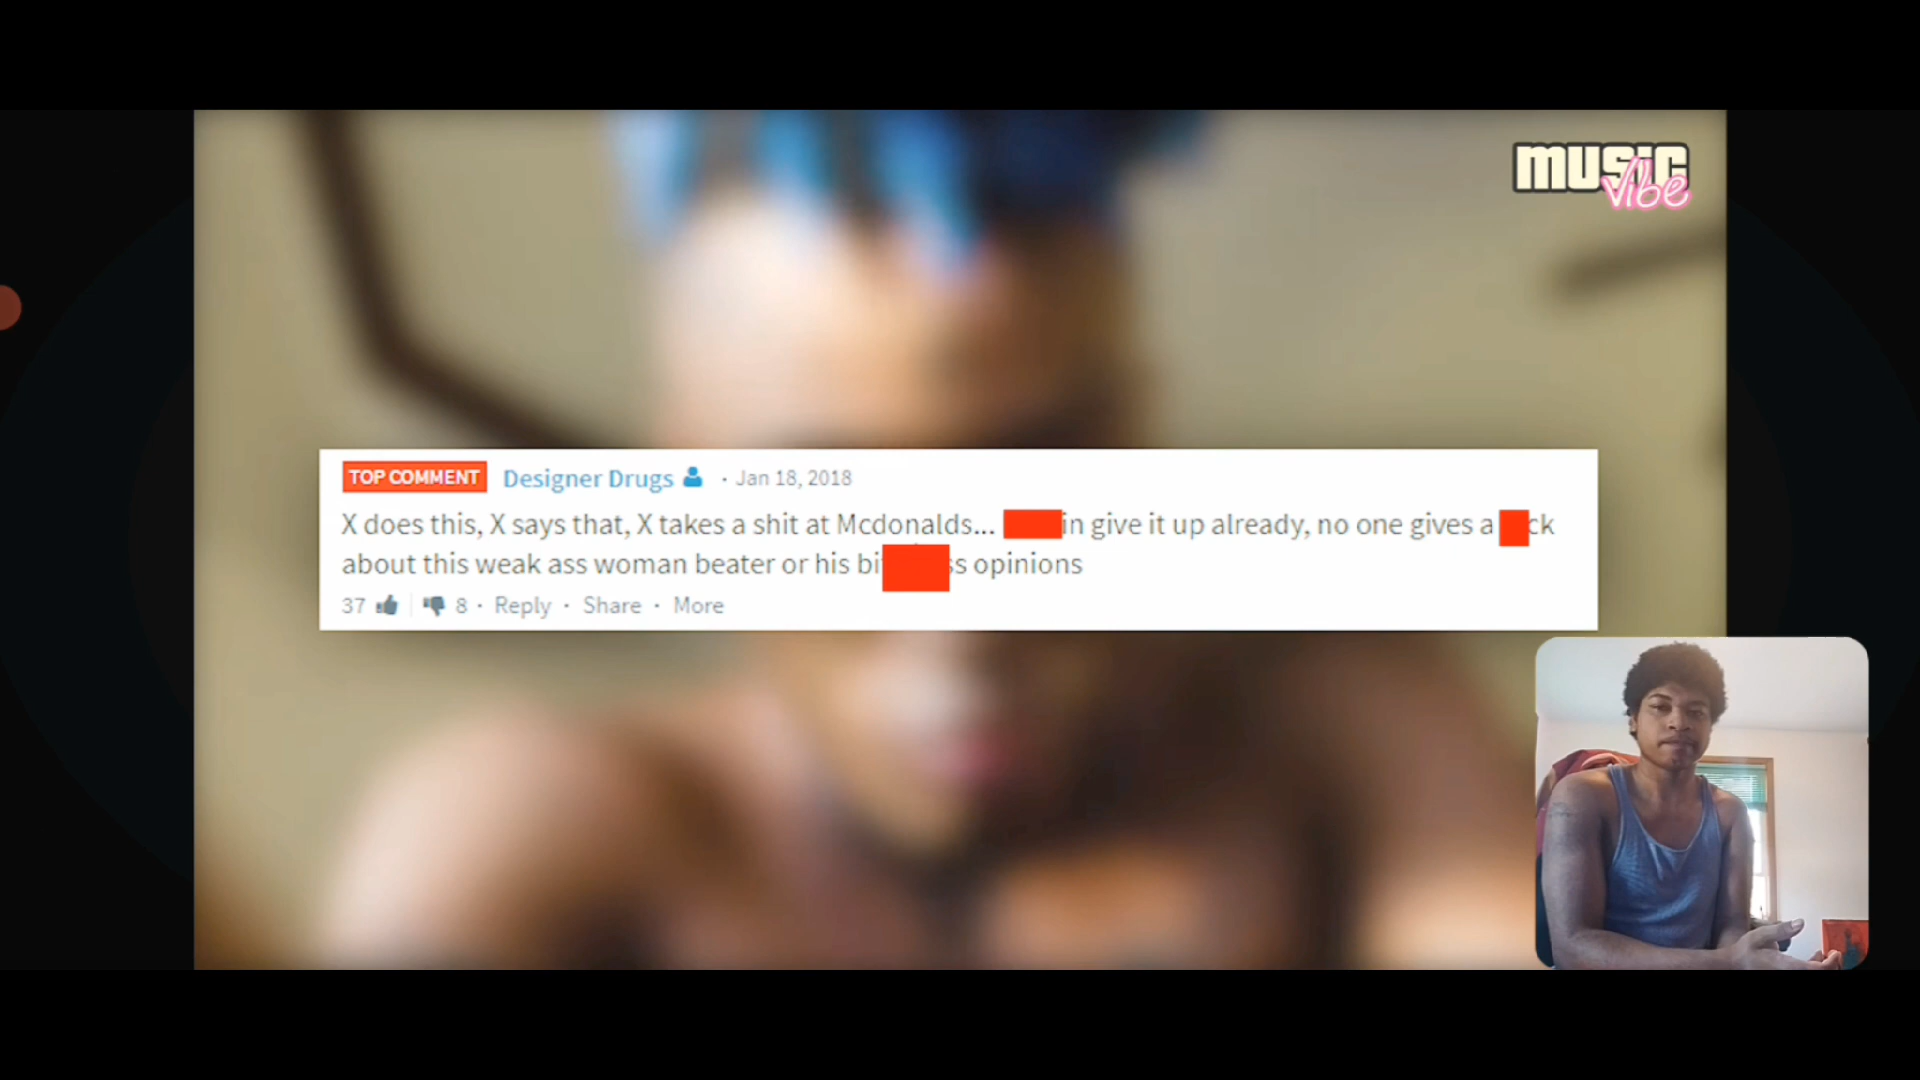 music
vibe
TOP COMMENT Designer Drugs · Jan 18, 2018
X does this, X says that, X takes a shit at Mcdonalds... in give it up already, no one gives a ck
about this weak ass woman beater or his bi s opinions
37 8 · Reply · Share · More